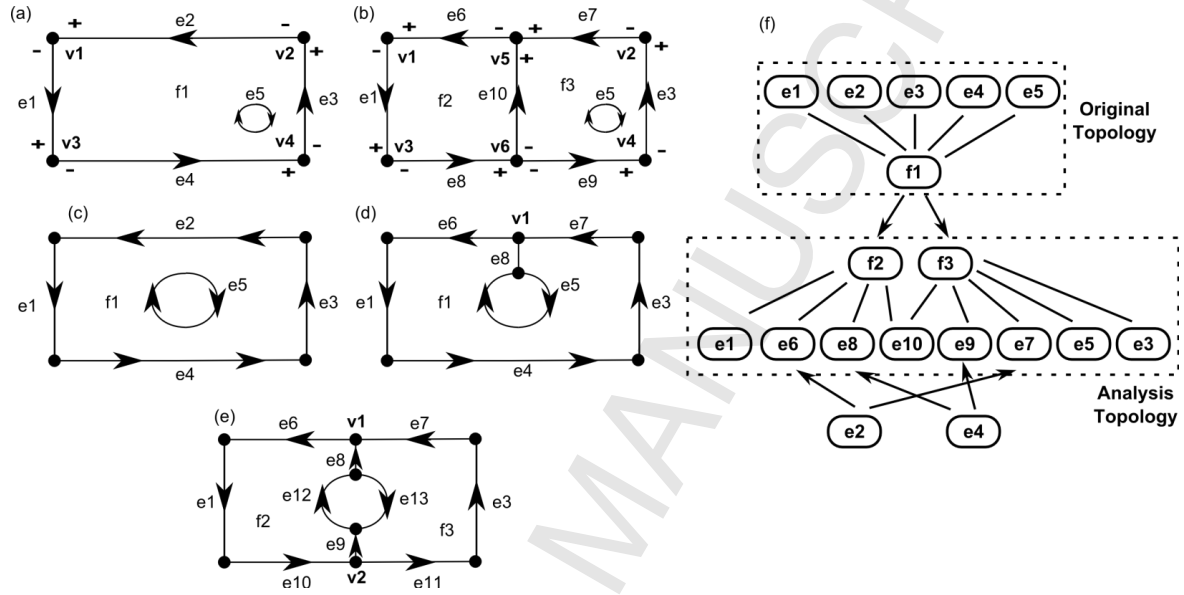 (a)
+
e2
-
-
v1
v2
+
e1
f1
e5
e3
+
v3
v4
-
-
e4
+
(b)
e6
e7
+
-
+
-
-
v1
v5
+
v2
+
e1
f2
e10
f3
e5
e3
+
v3
v6
-
v4
-
-
e8
+
-
e9
+
(c)
e2
e1
f1
e5
e3
e4
(d)
e6
v1
e7
e8
e1
f1
e5
e3
e4
(e)
e6
v1
e7
e8
e1
e12
e13
e3
f2
e9
f3
e10
v2
e11
(f)
e1 e2 e3 e4 e5
Original
Topology
f1
f2 f3
e1 e6 e8 e10 e9 e7 e5 e3
Analysis
Topology
e2 e4
MANUSC